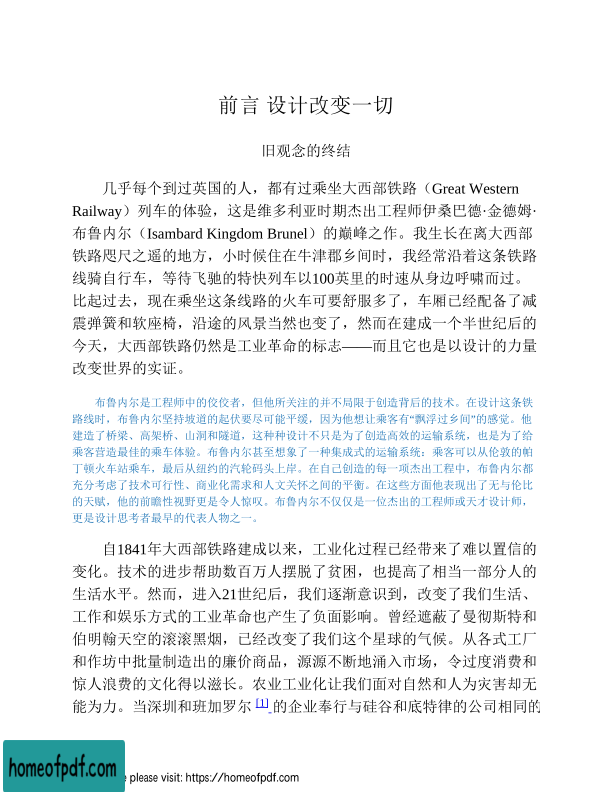 前言 设计改变一切
旧观念的终结
几乎每个到过英国的人，都有过乘坐大西部铁路（Great Western
Railway）列车的体验，这是维多利亚时期杰出工程师伊桑巴德·金德姆·
布鲁内尔（Isambard Kingdom Brunel）的巅峰之作。我生长在离大西部
铁路咫尺之遥的地方，小时候住在牛津郡乡间时，我经常沿着这条铁路
线骑自行车，等待飞驰的特快列车以100英里的时速从身边呼啸而过。
比起过去，现在乘坐这条线路的火车可要舒服多了，车厢已经配备了减
震弹簧和软座椅，沿途的风景当然也变了，然而在建成一个半世纪后的
今天，大西部铁路仍然是工业革命的标志——而且它也是以设计的力量
改变世界的实证。
布鲁内尔是工程师中的佼佼者，但他所关注的并不局限于创造背后的技术。在设计这条铁
路线时，布鲁内尔坚持坡道的起伏要尽可能平缓，因为他想让乘客有“飘浮过乡间”的感觉。他
建造了桥梁、高架桥、山洞和隧道，这种种设计不只是为了创造高效的运输系统，也是为了给
乘客营造最佳的乘车体验。布鲁内尔甚至想象了一种集成式的运输系统：乘客可以从伦敦的帕
丁顿火车站乘车，最后从纽约的汽轮码头上岸。在自己创造的每一项杰出工程中，布鲁内尔都
充分考虑了技术可行性、商业化需求和人文关怀之间的平衡。在这些方面他表现出了无与伦比
的天赋，他的前瞻性视野更是令人惊叹。布鲁内尔不仅仅是一位杰出的工程师或天才设计师，
更是设计思考者最早的代表人物之一。
自1841年大西部铁路建成以来，工业化过程已经带来了难以置信的
变化。技术的进步帮助数百万人摆脱了贫困，也提高了相当一部分人的
生活水平。然而，进入21世纪后，我们逐渐意识到，改变了我们生活、
工作和娱乐方式的工业革命也产生了负面影响。曾经遮蔽了曼彻斯特和
伯明翰天空的滚滚黑烟，已经改变了我们这个星球的气候。从各式工厂
和作坊中批量制造出的廉价商品，源源不断地涌入市场，令过度消费和
惊人浪费的文化得以滋长。农业工业化让我们面对自然和人为灾害却无
能为力。当深圳和班加罗尔 [1] 的企业奉行与硅谷和底特律的公司相同的
homeofpdf.com
e please visit: https://homeofpdf.com